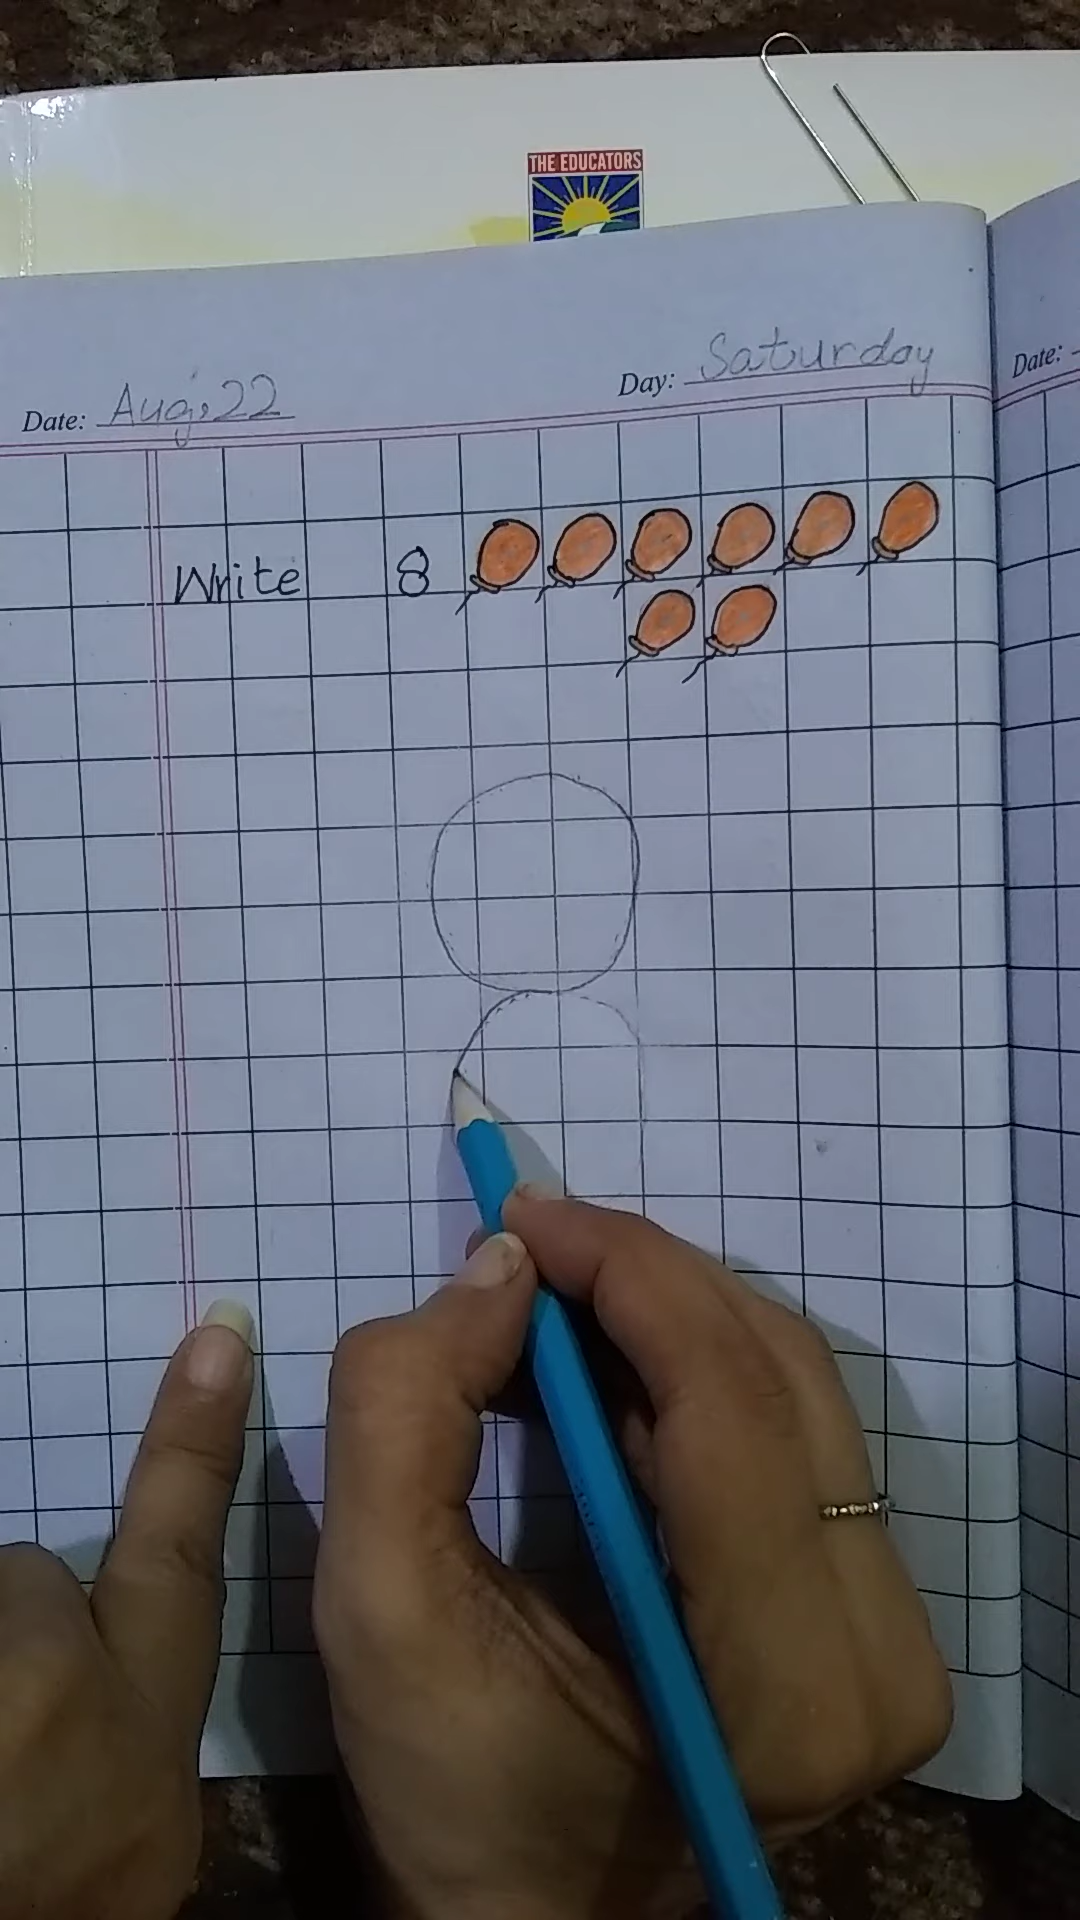 THE EDUCATORS
Date: Aug,22
Day: Saturday
Date:
Write 8